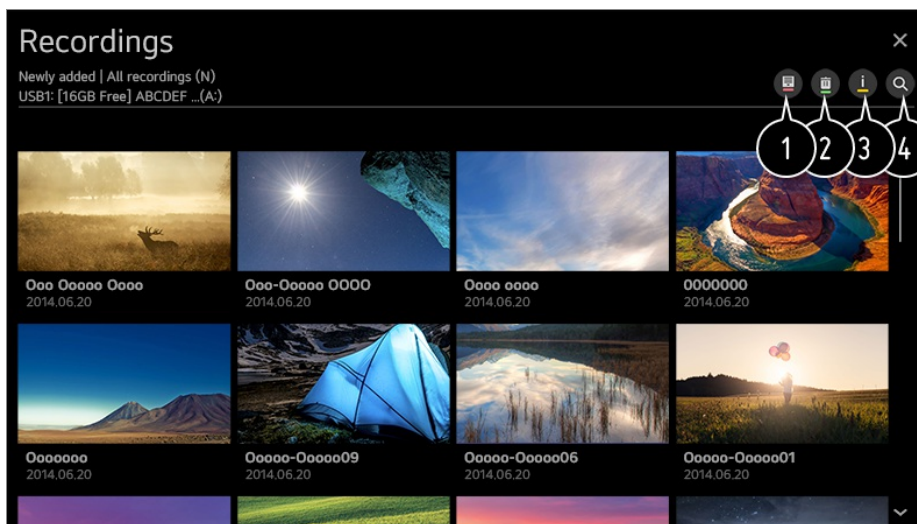 Recordings
Newly added | All recordings (N)
USB1: [16GB Free] ABCDEF ...(A:)
i
1 2 3 4
Ooo Ooooo Oooo
2014.06.20
Ooo-Ooooo OOOO
2014.06.20
Oooo oooo
2014.06.20
OOOOOOO
2014.06.20
Ooooooo
2014.06.20
Ooooo-Ooooo09
2014.06.20
Ooooo-Ooooo06
2014.06.20
Ooooo-Ooooo01
2014.06.20